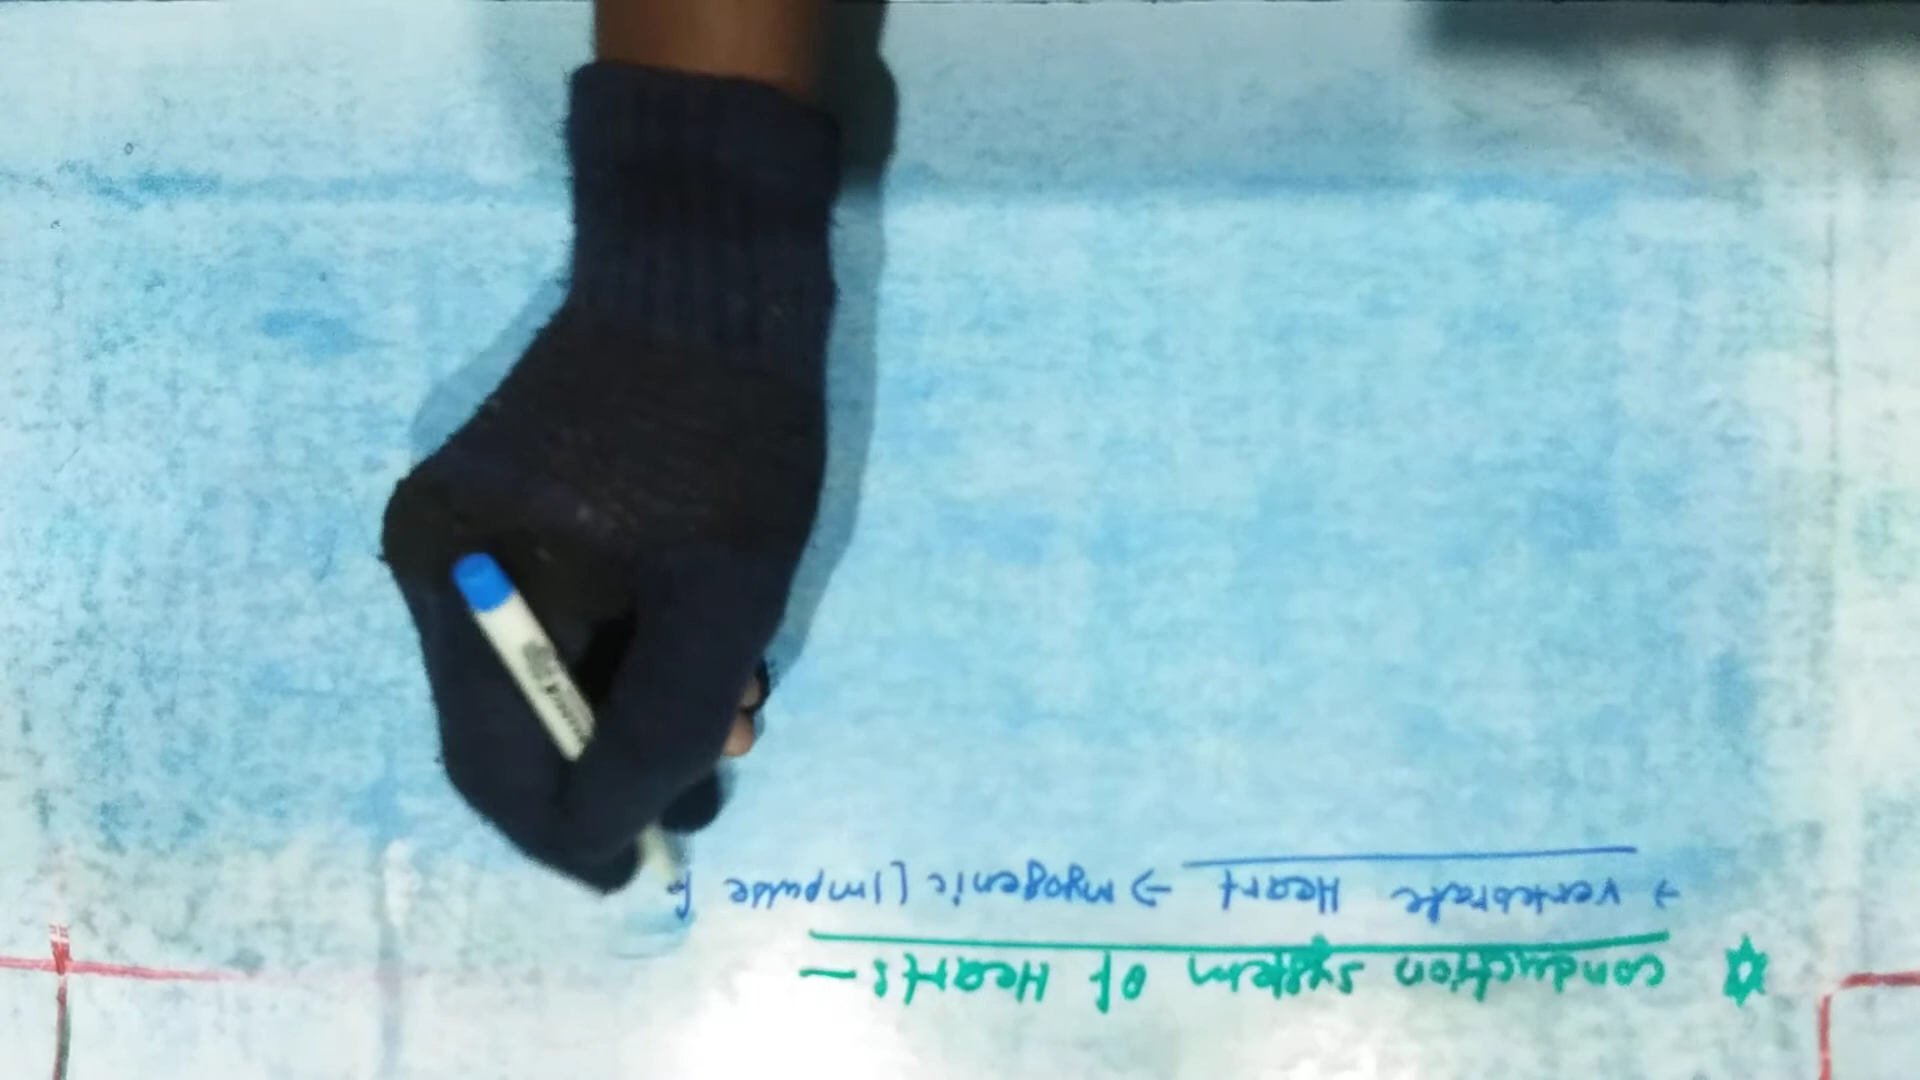 conduction system of Heart:-
→ vertebrate Heart → myogenic [impulse